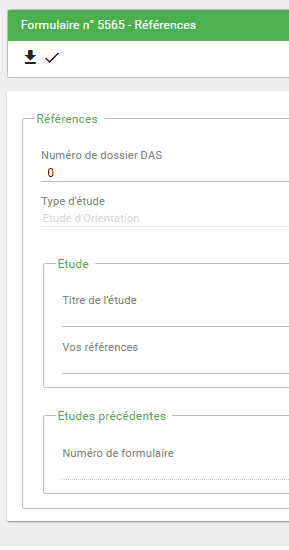 Formulaire n° 5565 - Références
Références
Numéro de dossier DAS
0
Type d'étude
Etude d'Orientation
Etude
Titre de l'étude
Vos références
Etudes précédentes
Numéro de formulaire